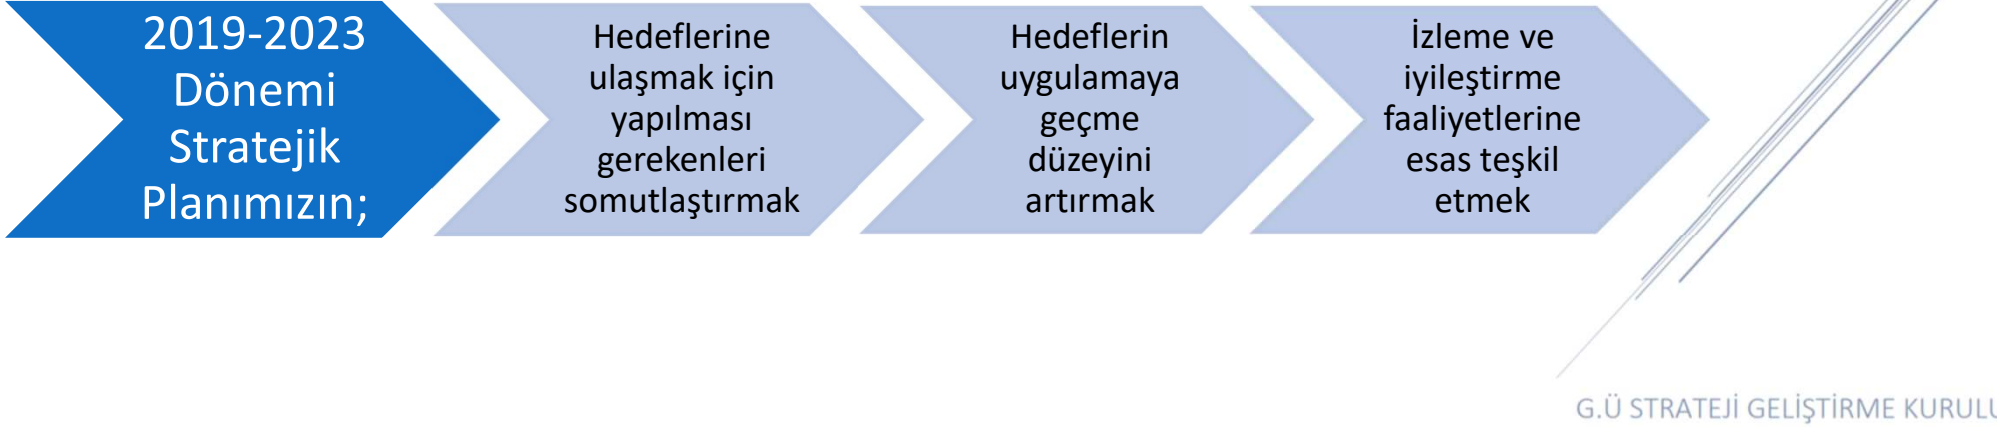 2019-2023
Dönemi
Stratejik
Planımızın;
Hedeflerine
ulaşmak için
yapılması
gerekenleri
somutlaştırmak
Hedeflerin
uygulamaya
geçme
düzeyini
artırmak
İzleme ve
iyileştirme
faaliyetlerine
esas teşkil
etmek
G.Ü STRATEJİ GELİŞTİRME KURULU